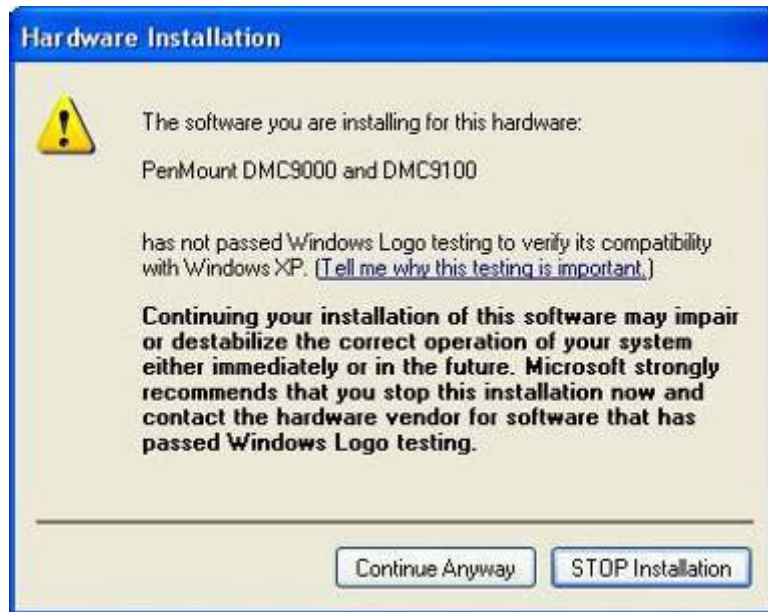 Hardware Installation
The software you are installing for this hardware:
PenMount DMC9000 and DMC9100
has not passed Windows Logo testing to verify its compatibility
with Windows XP. (Tell me why this testing is important.)
Continuing your installation of this software may impair
or destabilize the correct operation of your system
either immediately or in the future. Microsoft strongly
recommends that you stop this installation now and
contact the hardware vendor for software that has
passed Windows Logo testing.
Continue Anyway STOP Installation